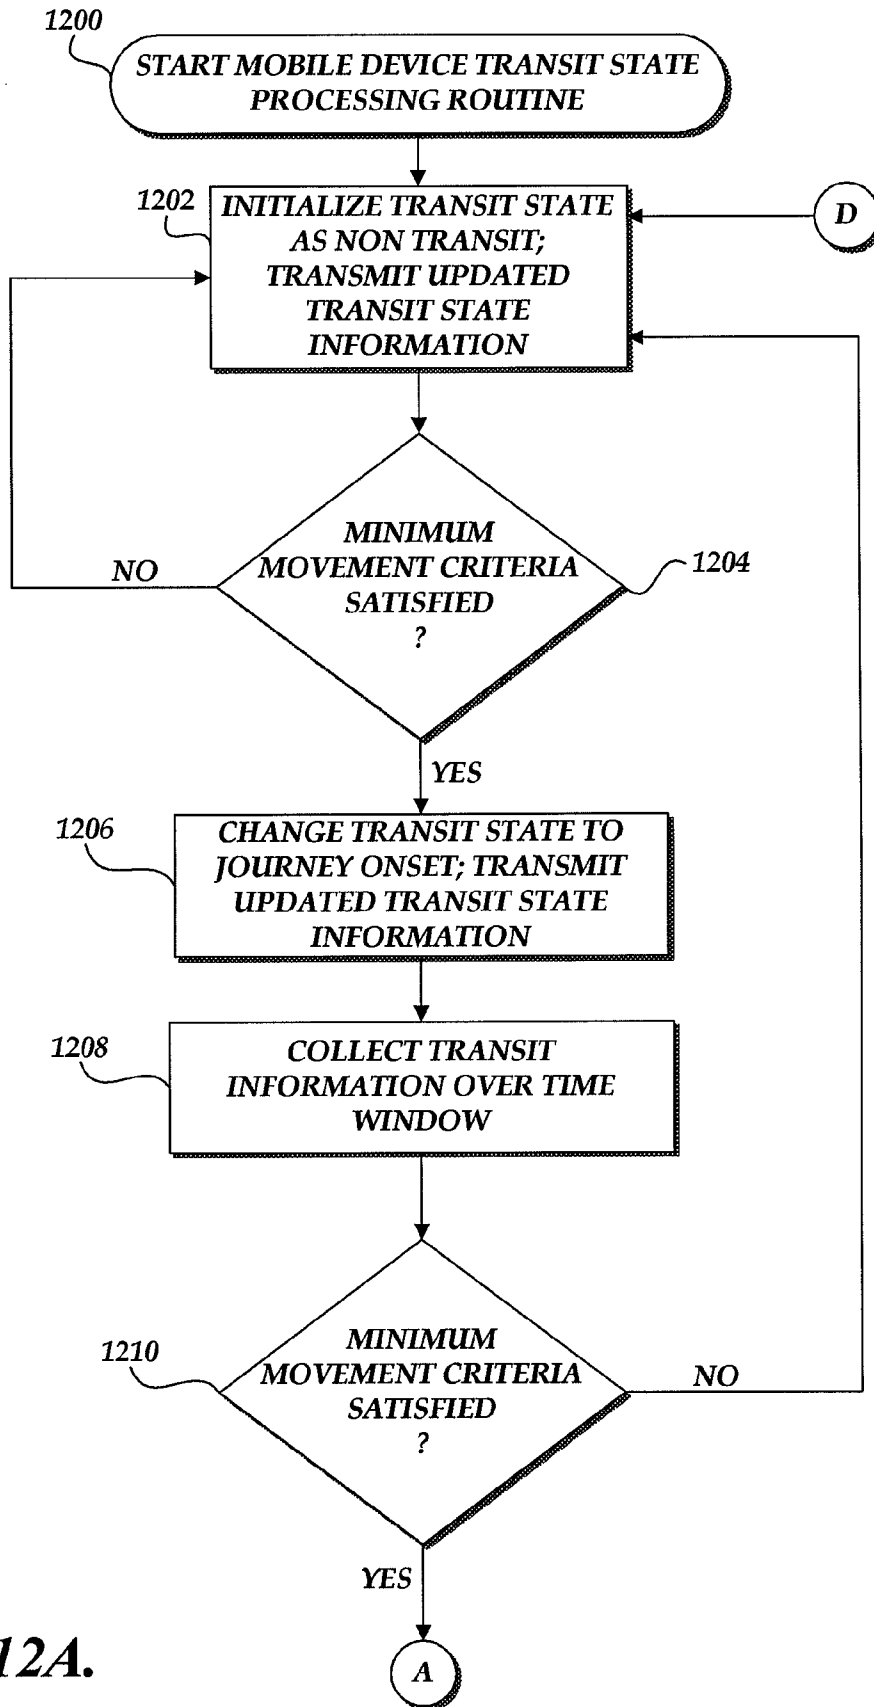 1200
START MOBILE DEVICE TRANSIT STATE
PROCESSING ROUTINE
1202
INITIALIZE TRANSIT STATE
AS NON TRANSIT;
TRANSMIT UPDATED
TRANSIT STATE
INFORMATION
D
MINIMUM
MOVEMENT CRITERIA
SATISFIED
?
NO
1204
YES
1206
CHANGE TRANSIT STATE TO
JOURNEY ONSET; TRANSMIT
UPDATED TRANSIT STATE
INFORMATION
1208
COLLECT TRANSIT
INFORMATION OVER TIME
WINDOW
1210
MINIMUM
MOVEMENT CRITERIA
SATISFIED
?
NO
YES
A
12A.